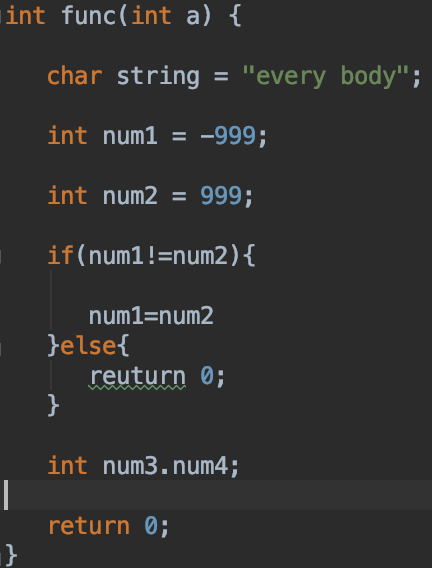 int func(int a) {
char string = "every body";
int num1 = -999;
int num2 = 999;
if(num1!=num2){
num1=num2
}else{
reuturn 0;
}
int num3.num4;
return 0;
}